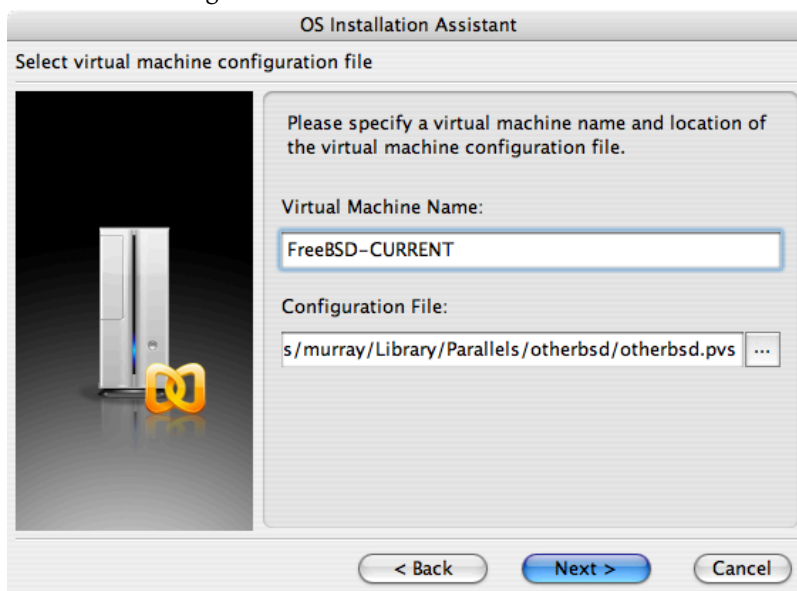 OS Installation Assistant
Select virtual machine configuration file
Please specify a virtual machine name and location of
the virtual machine configuration file.
Virtual Machine Name:
FreeBSD-CURRENT
Configuration File:
s/murray/Library/Parallels/otherbsd/otherbsd.pvs ...
< Back Next > Cancel